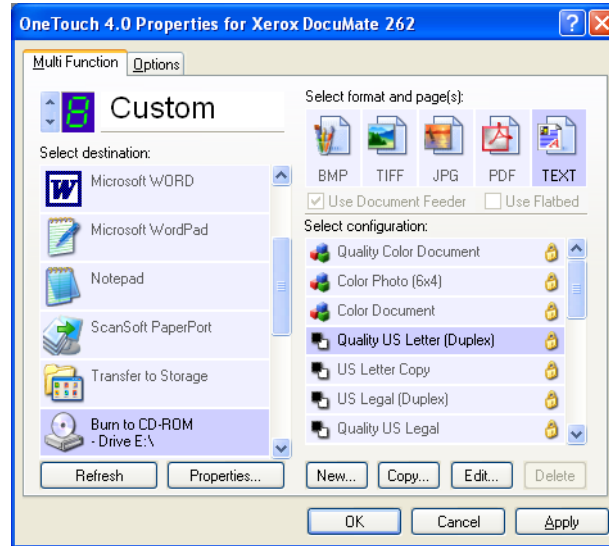 OneTouch 4.0 Properties for Xerox DocuMate 262
Multi Function
Options
8
Custom
Select destination:
Microsoft WORD
Microsoft WordPad
Notepad
ScanSoft PaperPort
Transfer to Storage
Burn to CD-ROM
- Drive E:\
Refresh
Properties...
Select format and page(s):
BMP
TIFF
JPG
PDF
TEXT
Use Document Feeder
Use Flatbed
Select configuration:
Quality Color Document
Color Photo (6x4)
Color Document
Quality US Letter (Duplex)
US Letter Copy
US Legal (Duplex)
Quality US Legal
New...
Copy...
Edit...
Delete
OK
Cancel
Apply